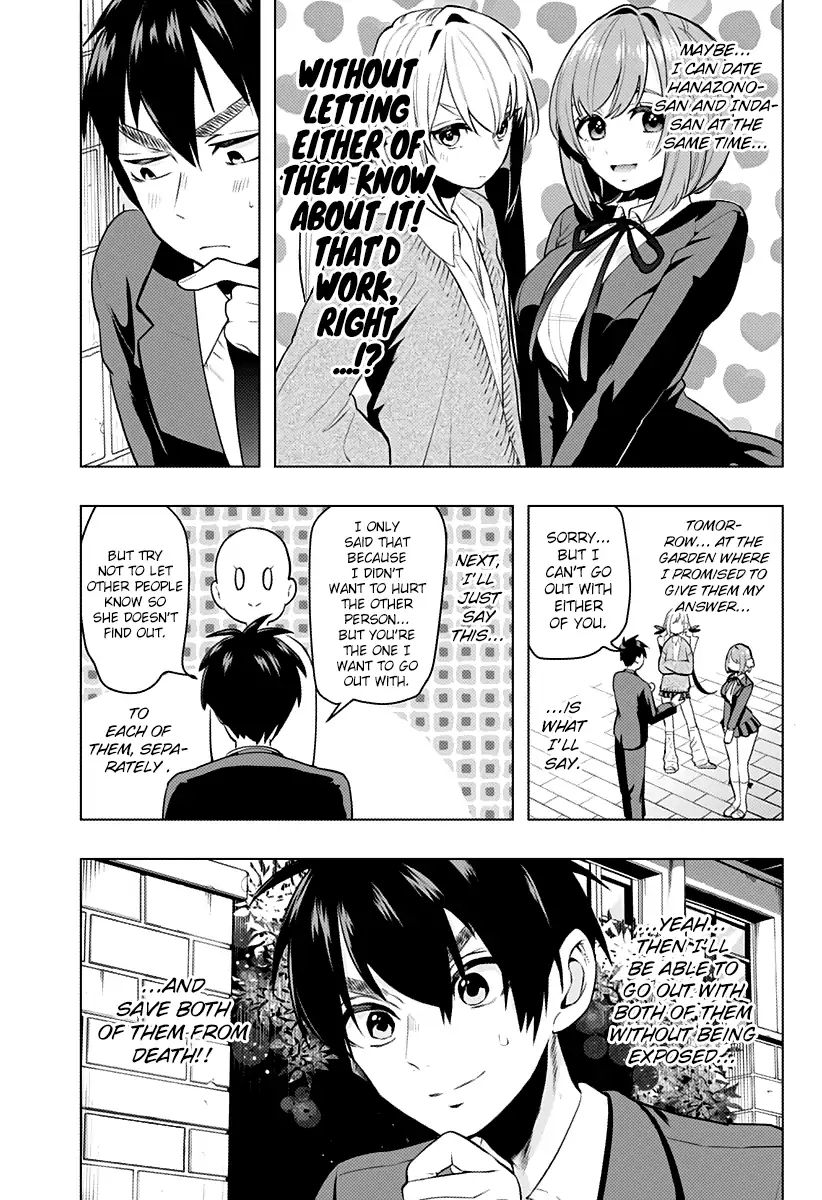 MAYBE...
I CAN DATE
HANAZONO-
SAN AND INDA-
SAN AT THE
SAME TIME...
WITHOUT
LETTING
EITHER OF
THEM KNOW
ABOUT IT!
THAT'D
WORK,
RIGHT
....!?
TOMOR-
ROW... AT THE
GARDEN WHERE
I PROMISED TO
GIVE THEM MY
ANSWER...
SORRY...
BUT I
CAN'T GO
OUT WITH
EITHER
OF YOU.
...IS
WHAT
I'LL
SAY.
NEXT,
I'LL
JUST
SAY
THIS...
I ONLY
SAID THAT
BECAUSE
I DIDN'T
WANT TO HURT
THE OTHER
PERSON...
BUT YOU'RE
THE ONE I
WANT TO GO
OUT WITH.
BUT TRY
NOT TO LET
OTHER PEOPLE
KNOW SO
SHE DOESN'T
FIND OUT.
TO
EACH OF
THEM, SEPA-
RATELY.
...YEAH...
THEN I'LL
BE ABLE TO
GO OUT WITH
BOTH OF THEM
WITHOUT BEING
EXPOSED...
...AND
SAVE BOTH
OF THEM FROM
DEATH!!